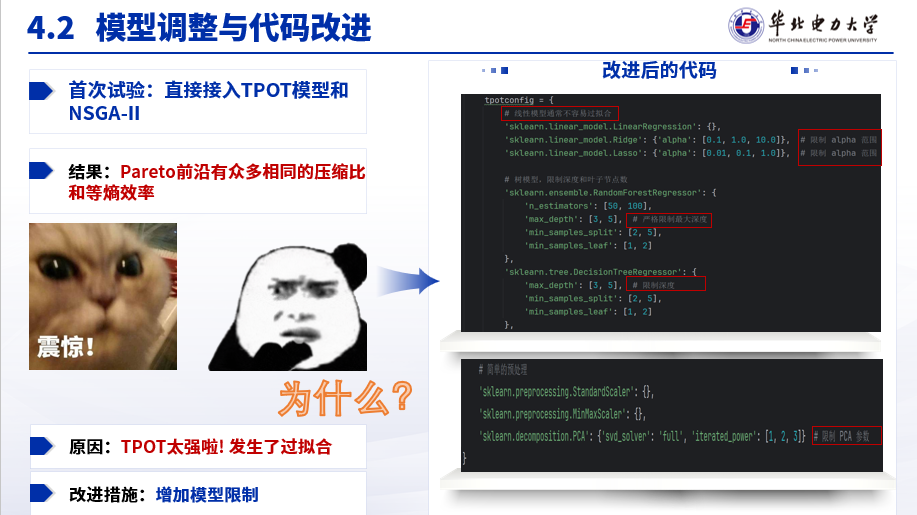 4.2 模型调整与代码改进
华北电力大学
NORTH CHINA ELECTRIC POWER UNIVERSITY
首次试验：直接接入TPOT模型和
NSGA-II
结果：Pareto前沿有众多相同的压缩比
和等熵效率
震惊!
为什么?
原因：TPOT太强啦! 发生了过拟合
改进措施：增加模型限制
改进后的代码
tpotconfig = {
# 线性模型通常不容易过拟合
'sklearn.linear_model.LinearRegression': {},
'sklearn.linear_model.Ridge': {'alpha': [0.1, 1.0, 10.0]}, # 限制 alpha 范围
'sklearn.linear_model.Lasso': {'alpha': [0.01, 0.1, 1.0]}, # 限制 alpha 范围
# 树模型，限制深度和叶子节点数
'sklearn.ensemble.RandomForestRegressor': {
'n_estimators': [50, 100],
'max_depth': [3, 5], # 严格限制最大深度
'min_samples_split': [2, 5],
'min_samples_leaf': [1, 2]
},
'sklearn.tree.DecisionTreeRegressor': {
'max_depth': [3, 5], # 限制深度
'min_samples_split': [2, 5],
'min_samples_leaf': [1, 2]
},
# 简单的预处理
'sklearn.preprocessing.StandardScaler': {},
'sklearn.preprocessing.MinMaxScaler': {},
'sklearn.decomposition.PCA': {'svd_solver': 'full', 'iterated_power': [1, 2, 3]} # 限制 PCA 参数
}